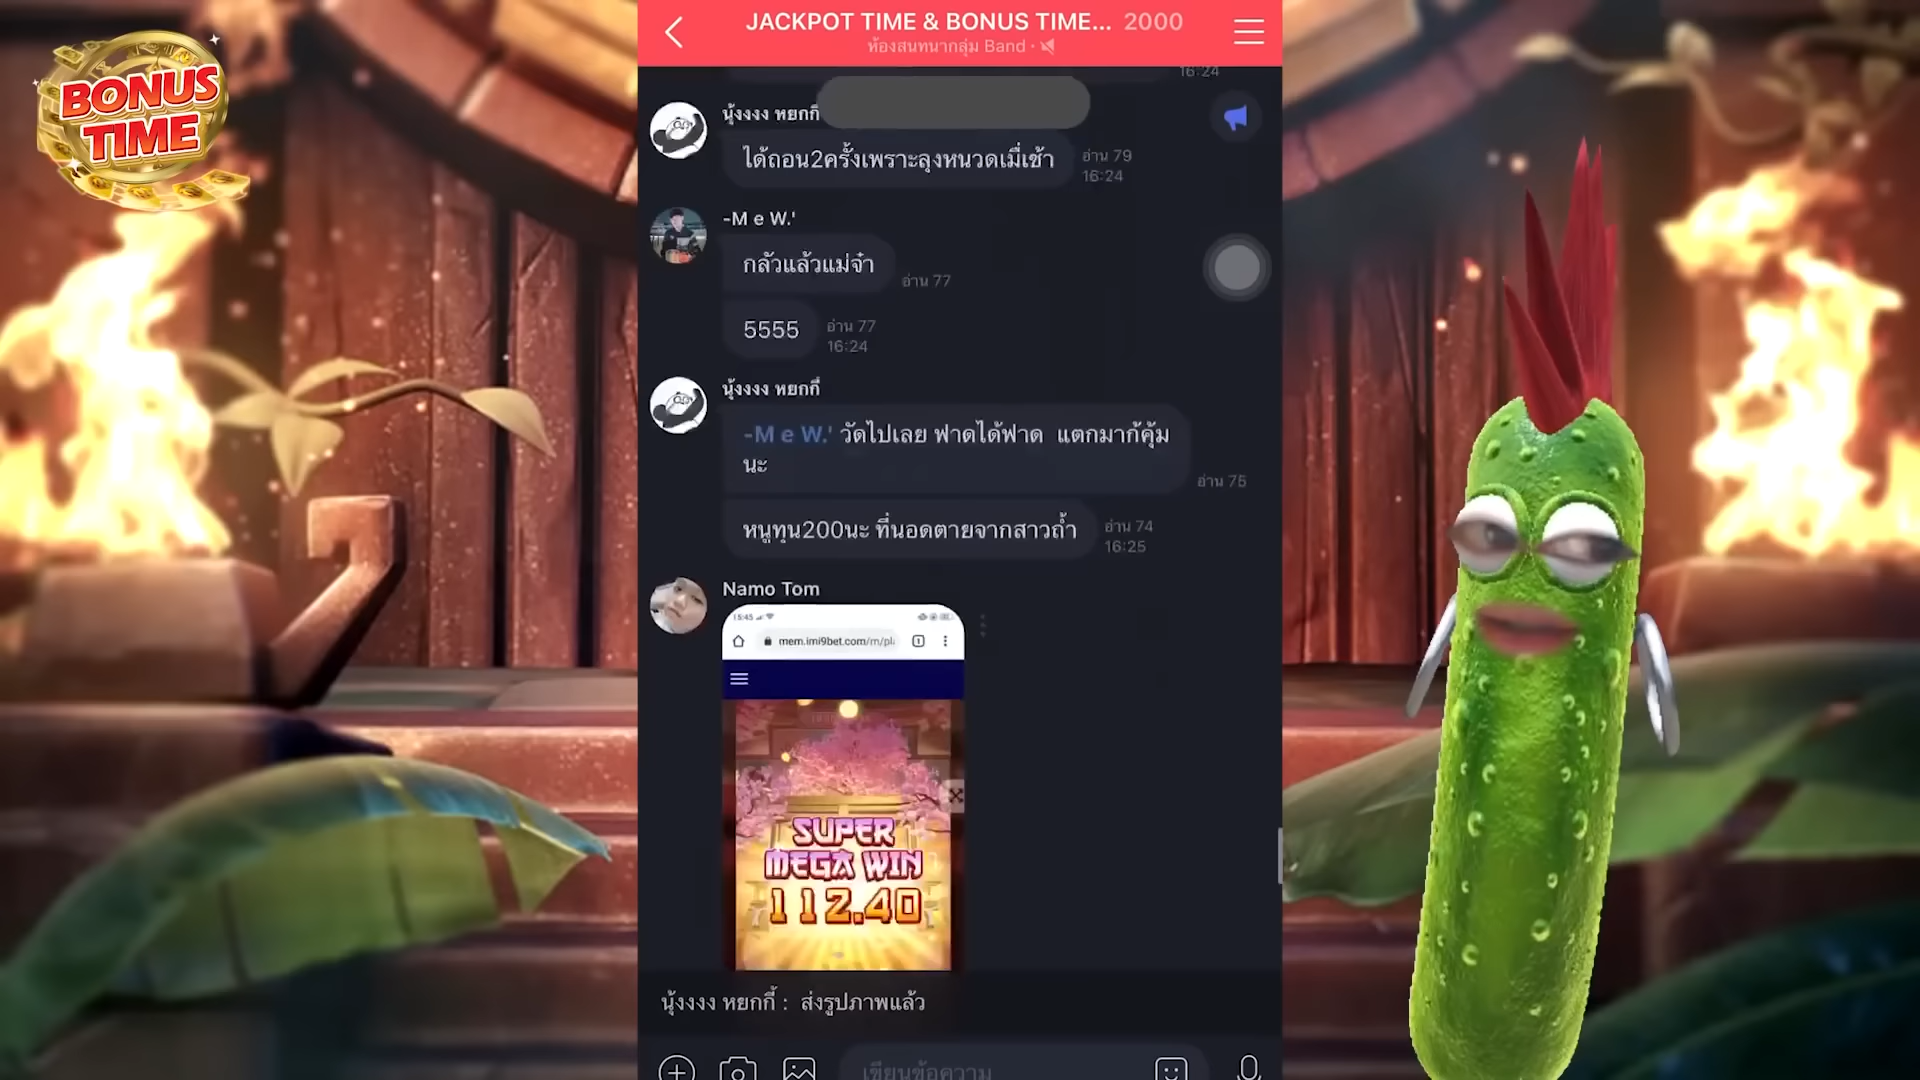 BONUS
TIME
JACKPOT TIME & BONUS TIME... 2000
ห้องสนทนากลุ่ม Band
16:24
นุ้งงงง หยกกี้
ได้ถอน2ครั้งเพราะลุงหนวดเมื่เช้า
อ่าน 79
16:24
-M e W.'
กลัวแล้วแม่จ๋า
อ่าน 77
5555
อ่าน 77
16:24
นุ้งงงง หยกกี้
-M e W.' วัดไปเลย ฟาดได้ฟาด แตกมาก้คุ้ม
นะ
อ่าน 75
หนูทุน200นะ ที่นอดตายจากสาวถ้ำ
อ่าน 74
16:25
Namo Tom
15:45
mem.imi9bet.com/m/pl
1
SUPER
MEGA WIN
112.40
นุ้งงงง หยกกี้ : ส่งรูปภาพแล้ว
เขียนข้อความ